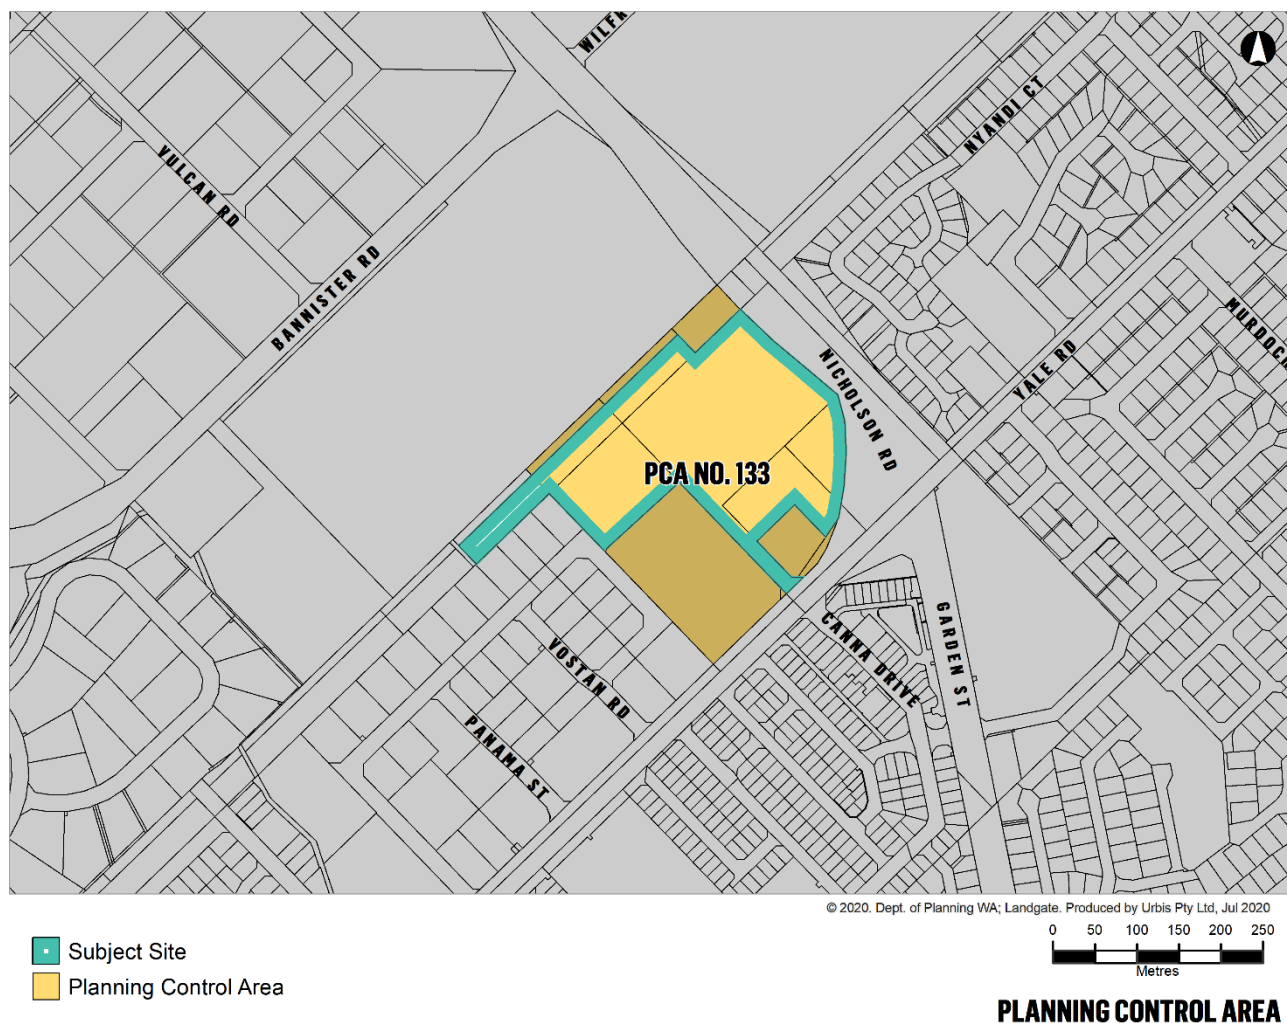 WILFR
NYANDI CT
VULCAN RD
BANNISTER RD
MURDOCH
YALE RD
NICHOLSON RD
PCA NO. 133
GARDEN ST
CANNA DRIVE
VOSTAN RD
PANAMA ST
© 2020. Dept. of Planning WA; Landgate. Produced by Urbis Pty Ltd, Jul 2020
Subject Site
Planning Control Area
0 50 100 150 200 250
Metres
PLANNING CONTROL AREA